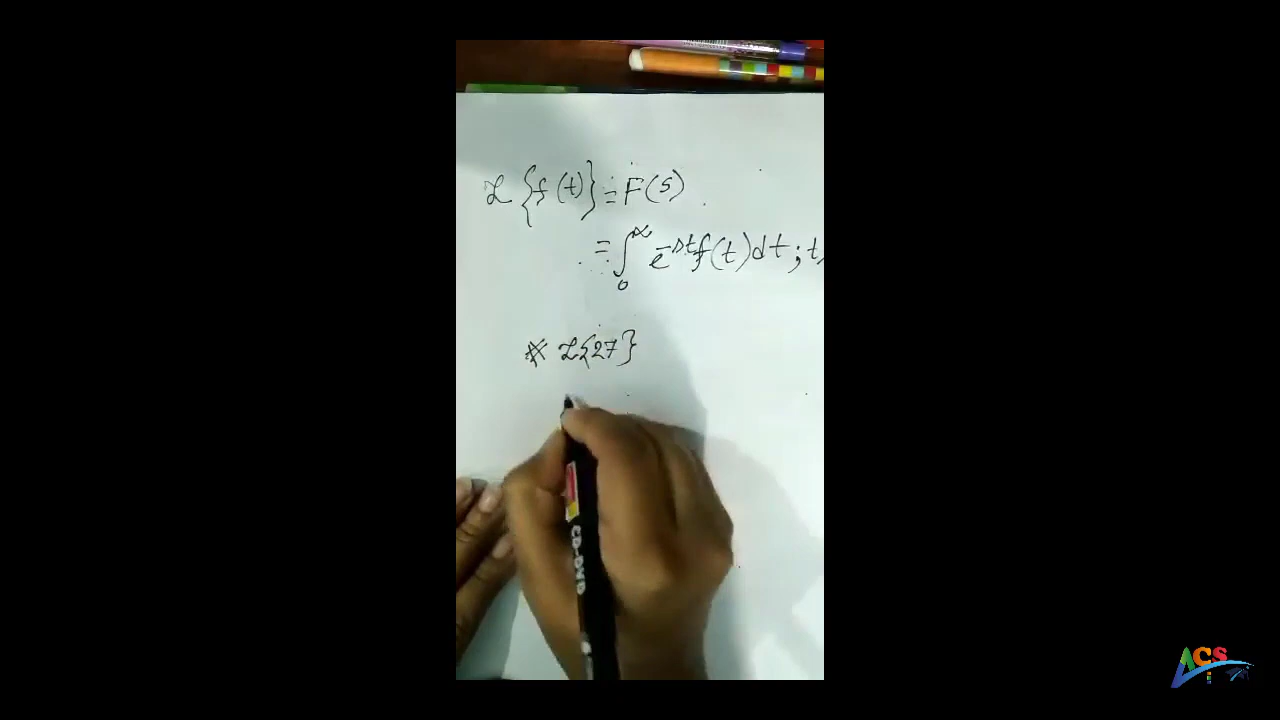 ℒ{f(t)} = F(s)
= ∫₀^∞ e^-st f(t)dt ; t
* ℒ{27}
ACS